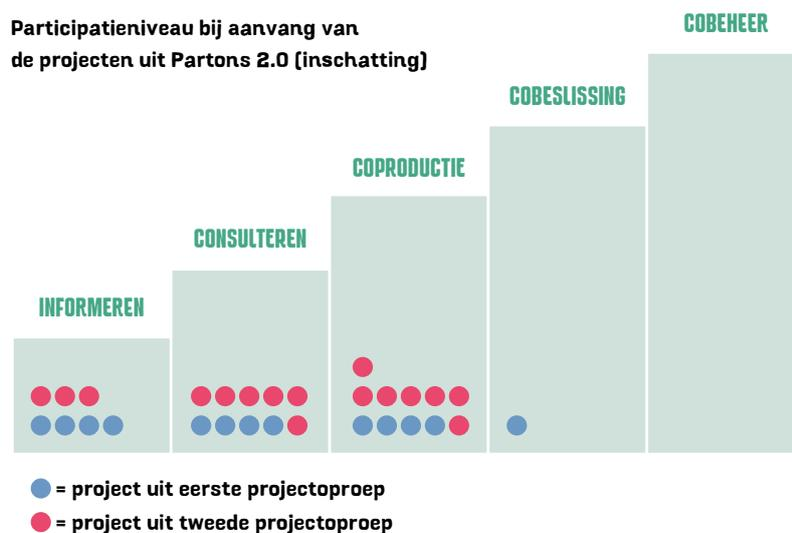 Participatieniveau bij aanvang van
de projecten uit Partons 2.0 (inschatting)
COBEHEER
COBESLISSING
COPRODUCTIE
CONSULTEREN
INFORMEREN
= project uit eerste projectoproep
= project uit tweede projectoproep